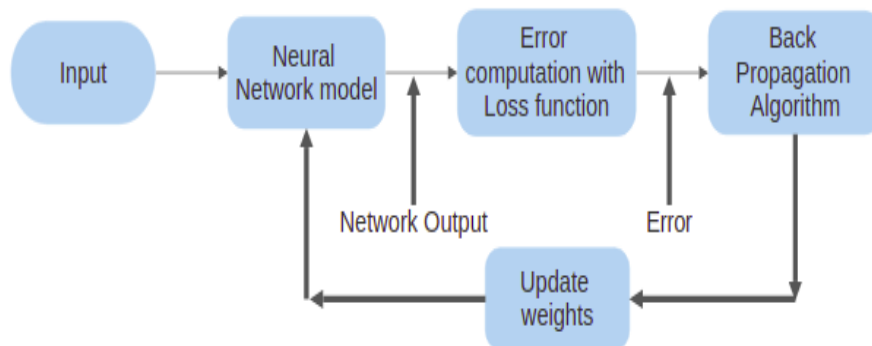 Input
Neural
Network model
Error
computation with
Loss function
Back
Propagation
Algorithm
Network Output
Error
Update
weights